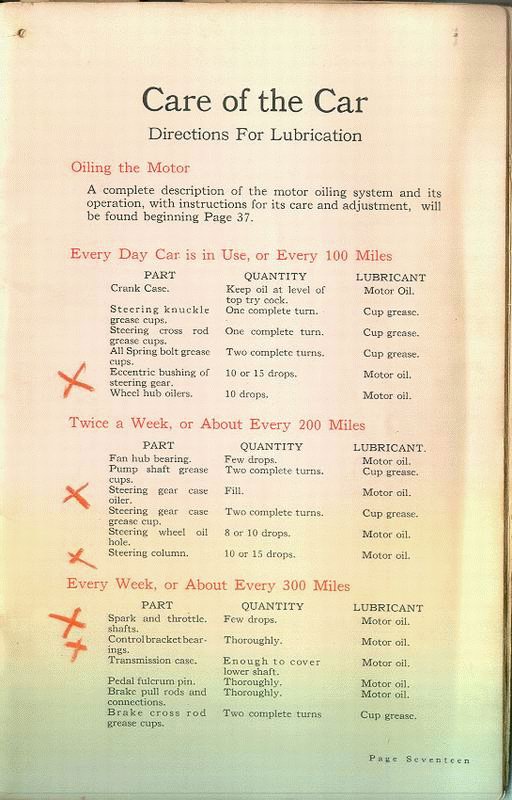 Care of the Car
Directions For Lubrication
Oiling the Motor
A complete description of the motor oiling system and its
operation, with instructions for its care and adjustment, will
be found beginning Page 37.
Every Day Car is in Use, or Every 100 Miles
PART QUANTITY LUBRICANT
Crank Case. Keep oil at level of Motor Oil.
top try cock.
Steering knuckle One complete turn. Cup grease.
grease cups.
Steering cross rod One complete turn. Cup grease.
grease cups.
All Spring bolt grease Two complete turns. Cup grease.
cups.
Eccentric bushing of 10 or 15 drops. Motor oil.
steering gear.
Wheel hub oilers. 10 drops. Motor oil.
Twice a Week, or About Every 200 Miles
PART QUANTITY LUBRICANT.
Fan hub bearing. Few drops. Motor oil.
Pump shaft grease Two complete turns. Cup grease.
cups.
Steering gear case Fill. Motor oil.
oiler.
Steering gear case Two complete turns. Cup grease.
grease cup.
Steering wheel oil 8 or 10 drops. Motor oil.
hole.
Steering column. 10 or 15 drops. Motor oil.
Every Week, or About Every 300 Miles
PART QUANTITY LUBRICANT
Spark and throttle. Few drops. Motor oil.
shafts.
Control bracket bear- Thoroughly. Motor oil.
ings.
Transmission case. Enough to cover Motor oil.
lower shaft.
Pedal fulcrum pin. Thoroughly. Motor oil.
Brake pull rods and Thoroughly. Motor oil.
connections.
Brake cross rod Two complete turns Cup grease.
grease cups.
Page Seventeen